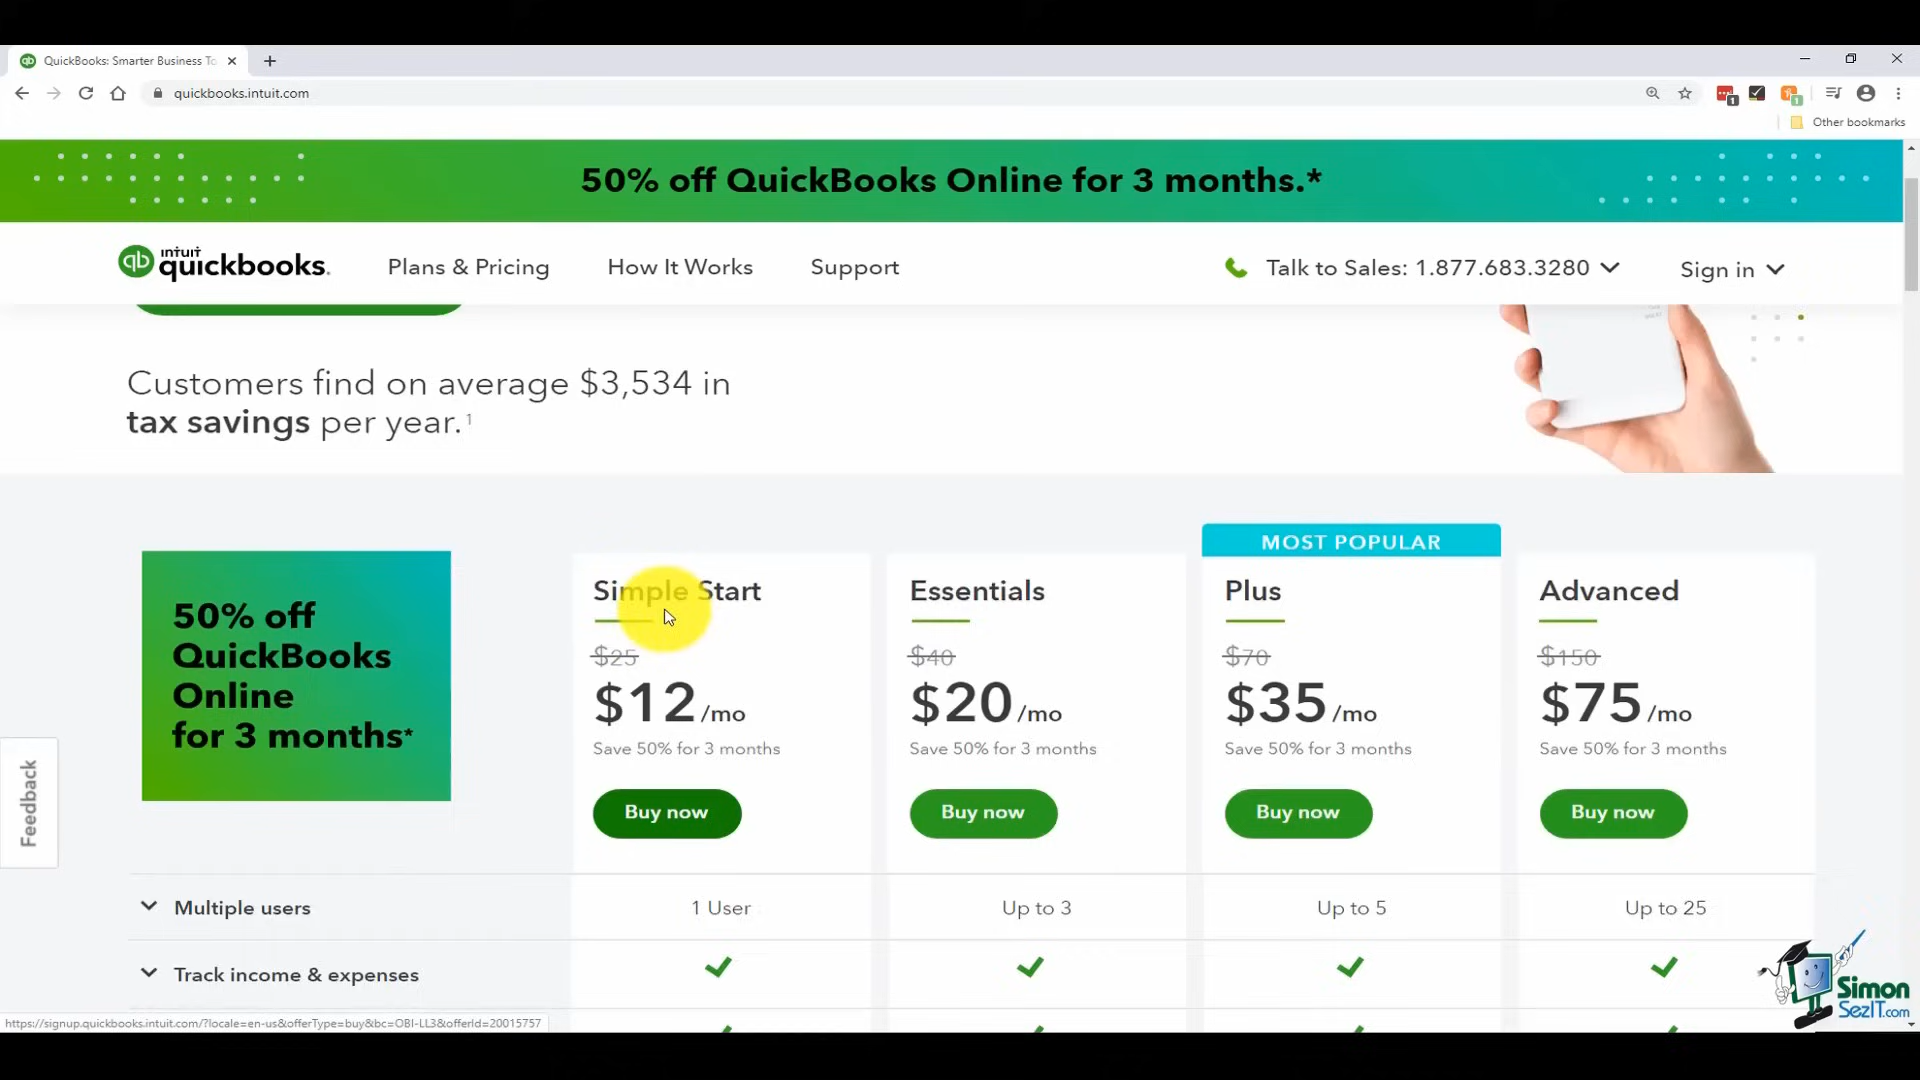 QuickBooks: Smarter Business To
quickbooks.intuit.com
1
1
Other bookmarks
50% off QuickBooks Online for 3 months.*
qb INTUIT quickbooks.
Plans & Pricing
How It Works
Support
Talk to Sales: 1.877.683.3280
Sign in
Customers find on average $3,534 in
tax savings per year.¹
50% off
QuickBooks
Online
for 3 months*
MOST POPULAR
Simple Start
Essentials
Plus
Advanced
$25
$40
$70
$150
$12 /mo
$20 /mo
$35 /mo
$75 /mo
Save 50% for 3 months
Save 50% for 3 months
Save 50% for 3 months
Save 50% for 3 months
Buy now
Buy now
Buy now
Buy now
Feedback
Multiple users
1 User
Up to 3
Up to 5
Up to 25
Track income & expenses
Simon
SezIT.com
https://signup.quickbooks.intuit.com/?locale=en-us&offerType=buy&bc=OBI-LL3&offerId=20015757